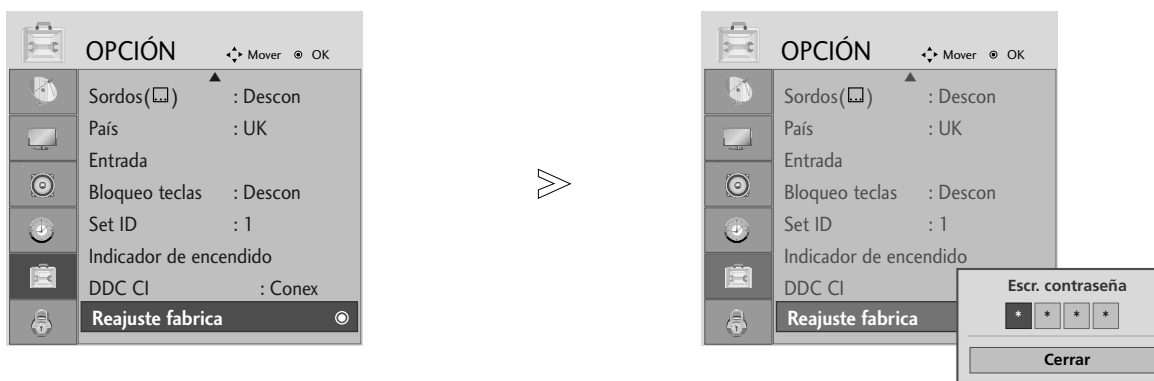 OPCIÓN Mover OK
Sordos( ) : Descon
País : UK
Entrada
Bloqueo teclas : Descon
Set ID : 1
Indicador de encendido
DDC CI : Conex
Reajuste fabrica
OPCIÓN Mover OK
Sordos( ) : Descon
País : UK
Entrada
Bloqueo teclas : Descon
Set ID : 1
Indicador de encendido
DDC CI
Reajuste fabrica
Escr. contraseña
* * * *
Cerrar